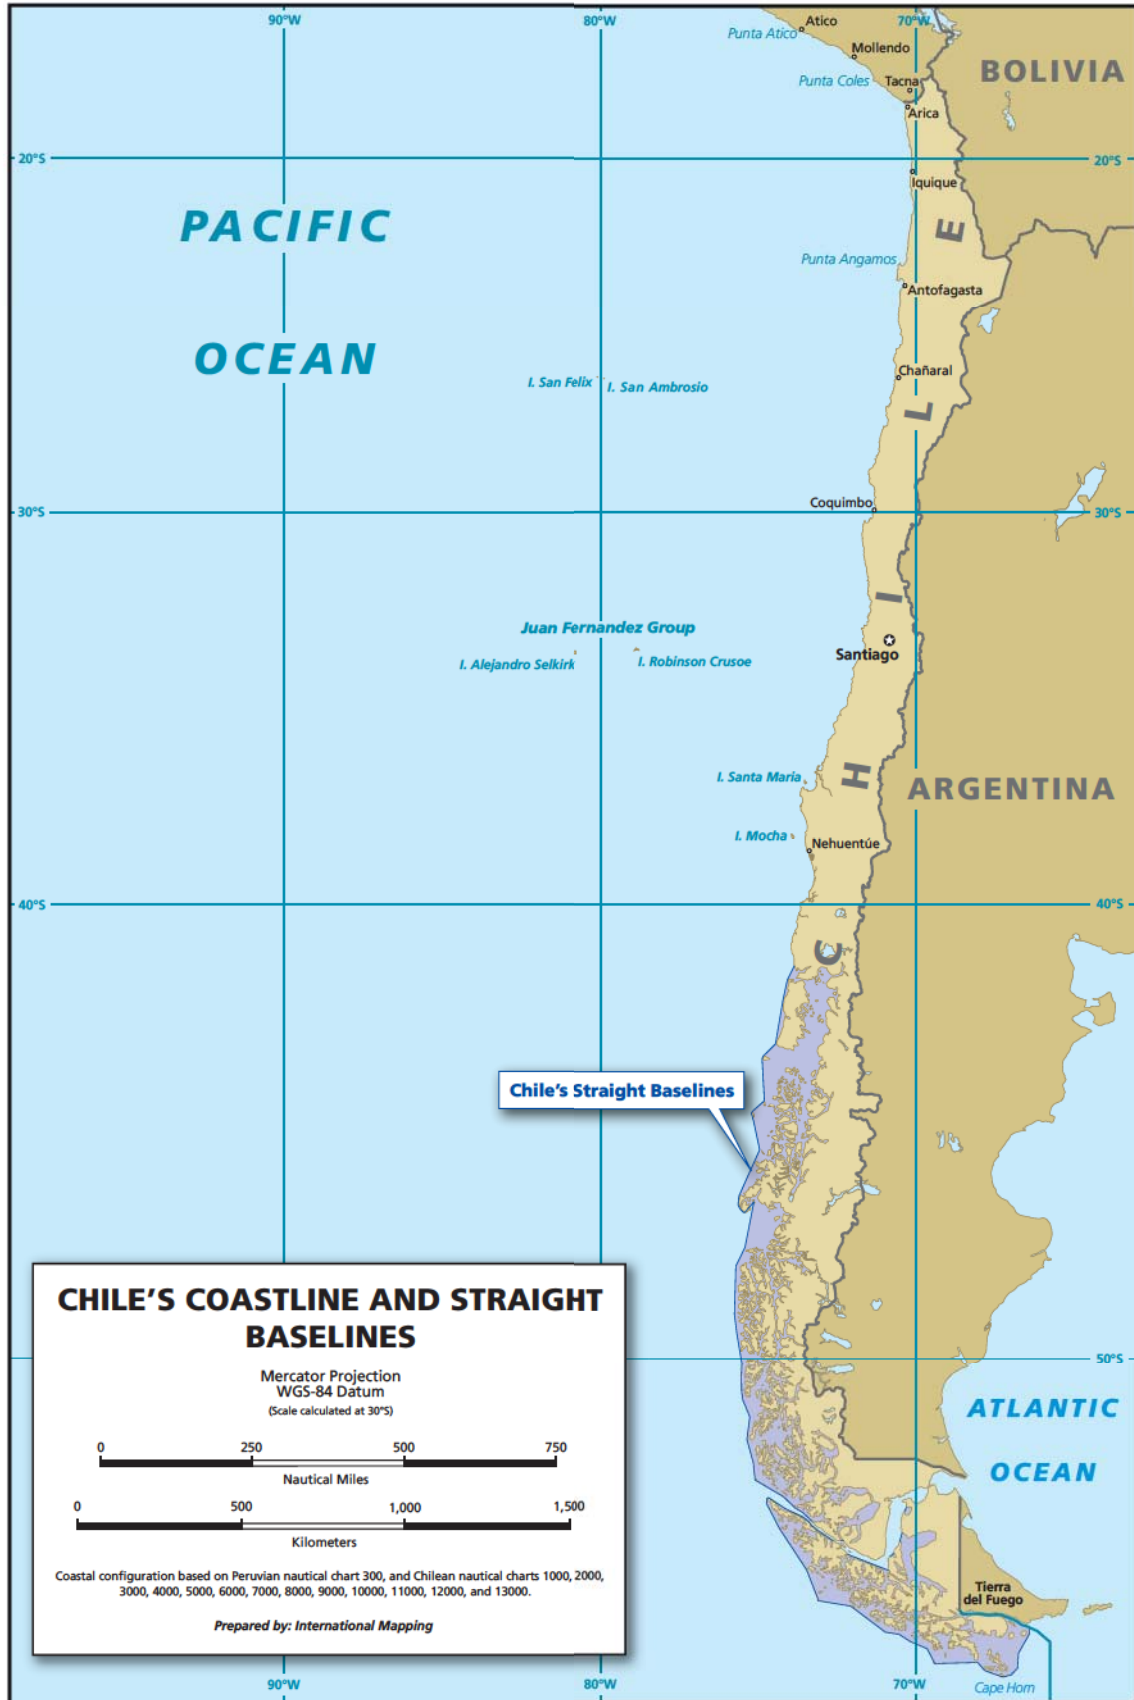 90°W
80°W
70°W
Atico
Punta Atico
Mollendo
BOLIVIA
Punta Coles
Tacna
Arica
20°S
20°S
Iquique
PACIFIC
OCEAN
Punta Angamos
Antofagasta
Chañaral
I. San Felix
I. San Ambrosio
Coquimbo
30°S
30°S
Juan Fernandez Group
I. Alejandro Selkirk
I. Robinson Crusoe
Santiago
I. Santa María
ARGENTINA
I. Mocha
Nehuentúe
CHILE
40°S
40°S
Chile's Straight Baselines
CHILE'S COASTLINE AND STRAIGHT
BASELINES
Mercator Projection
WGS-84 Datum
(Scale calculated at 30°S)
0 250 500 750
Nautical Miles
0 500 1,000 1,500
Kilometers
Coastal configuration based on Peruvian nautical chart 300, and Chilean nautical charts 1000, 2000,
3000, 4000, 5000, 6000, 7000, 8000, 9000, 10000, 11000, 12000, and 13000.
Prepared by: International Mapping
50°S
ATLANTIC
OCEAN
Tierra
del Fuego
Cape Horn
90°W
80°W
70°W